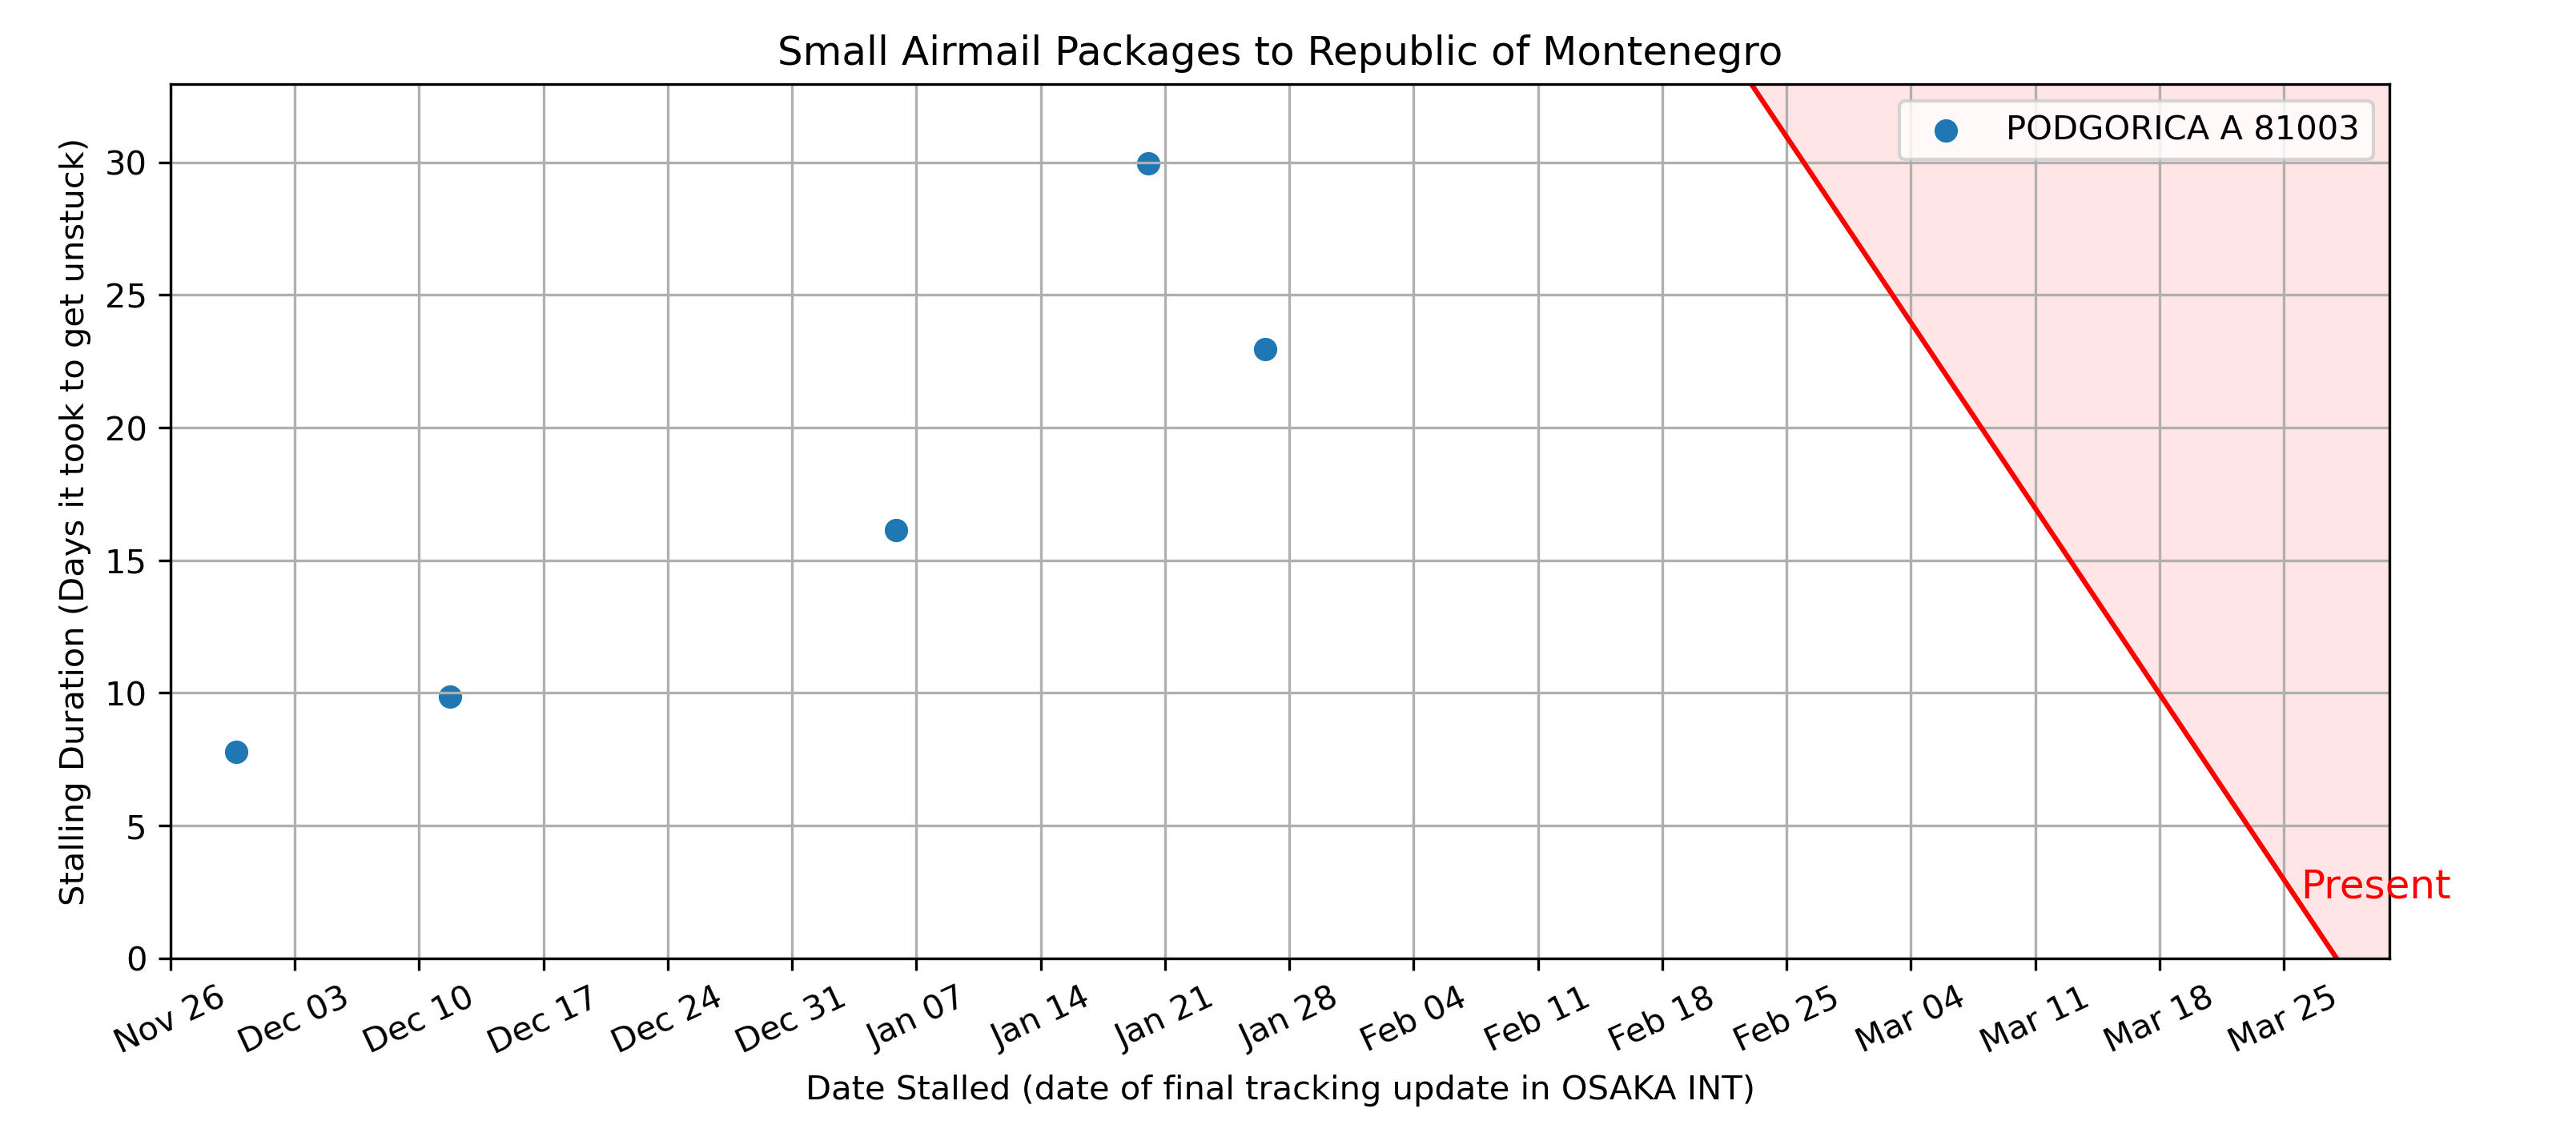 Small Airmail Packages to Republic of Montenegro
PODGORICA A 81003
Stalling Duration (Days it took to get unstuck)
30
25
20
15
10
5
0
Present
Nov 26
Dec 03
Dec 10
Dec 17
Dec 24
Dec 31
Jan 07
Jan 14
Jan 21
Jan 28
Feb 04
Feb 11
Feb 18
Feb 25
Mar 04
Mar 11
Mar 18
Mar 25
Date Stalled (date of final tracking update in OSAKA INT)